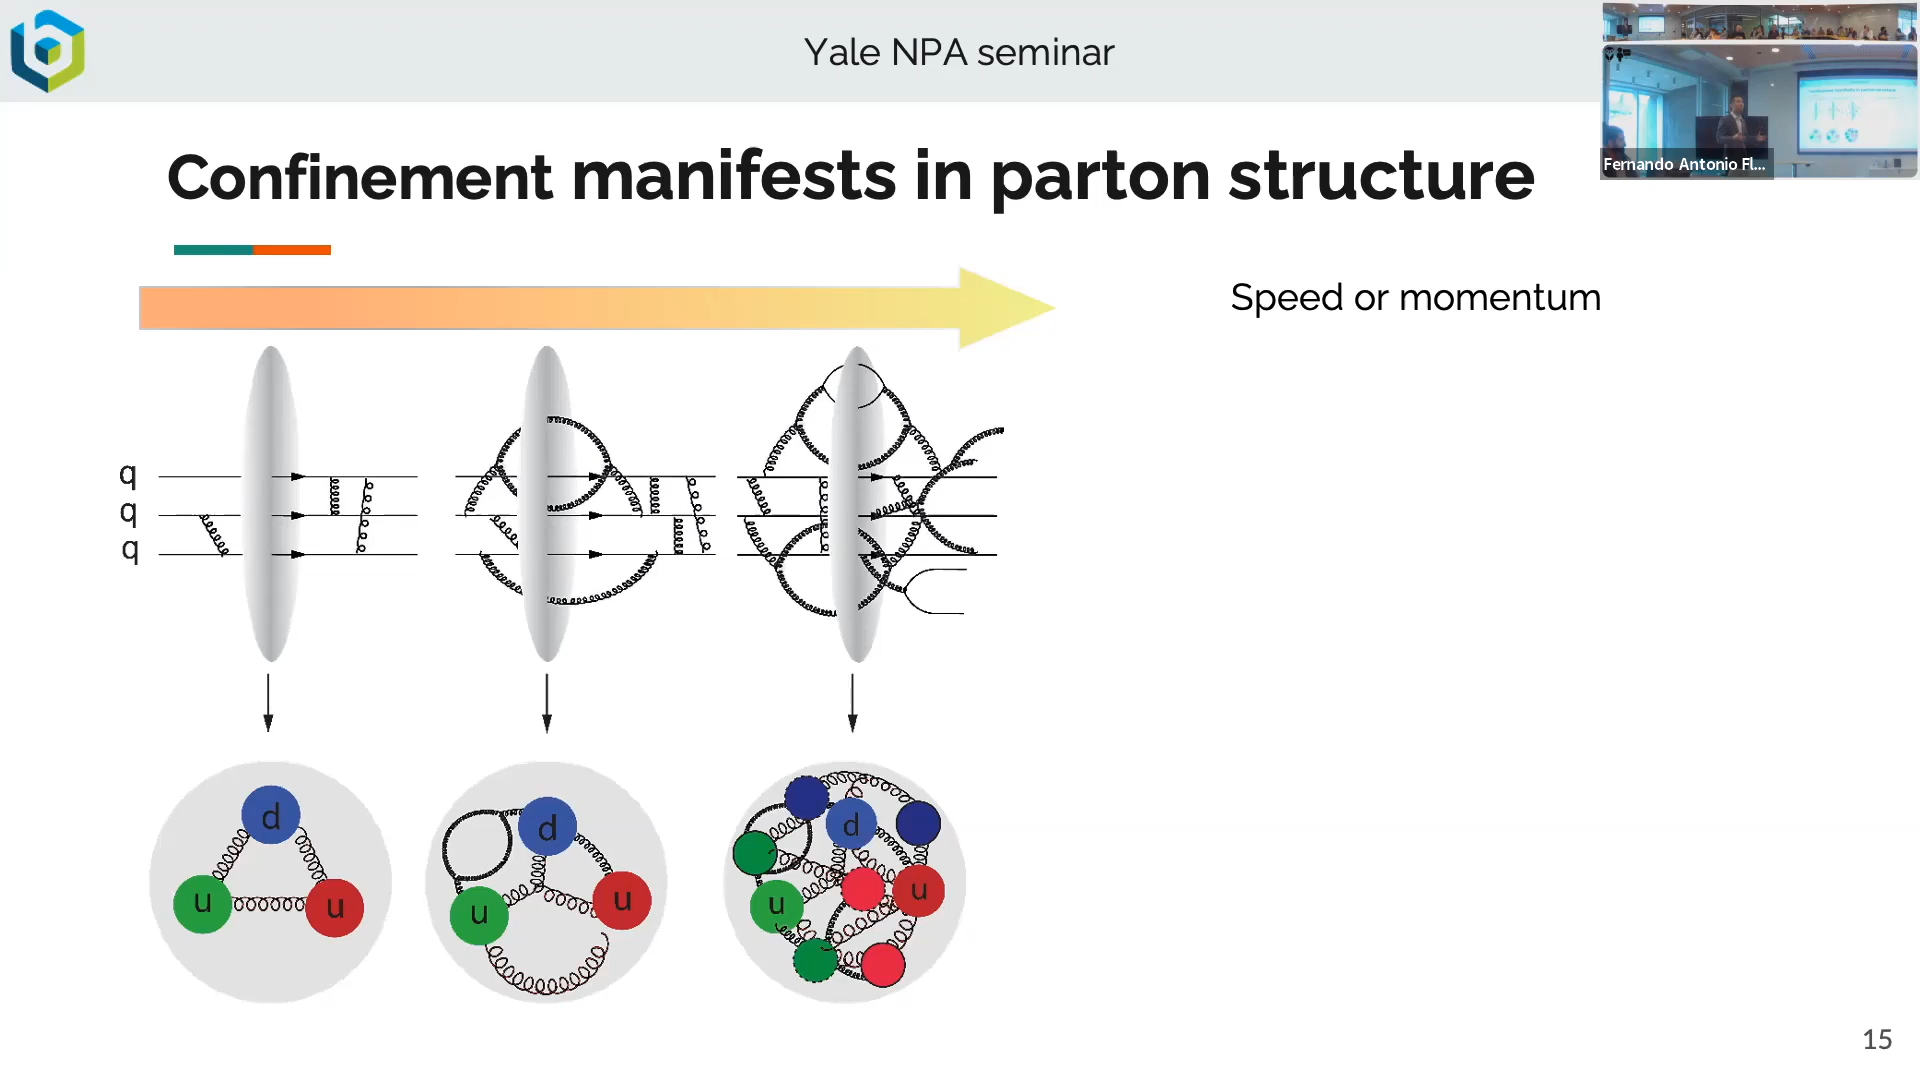 Yale NPA seminar
Fernando Antonio Fl...
Confinement manifests in parton structure
Speed or momentum
q
q
q
d
u
u
d
u
u
d
u
u
15